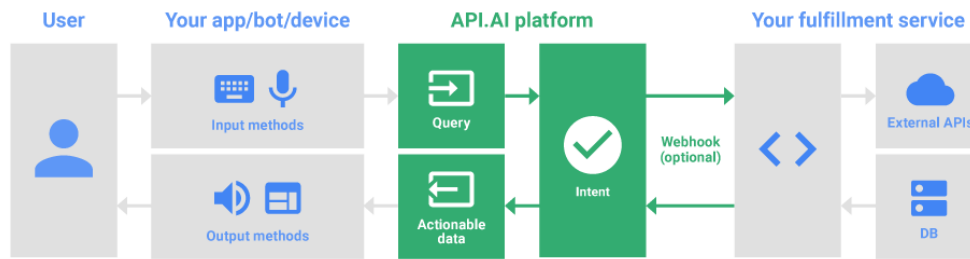 User
Your app/bot/device
API.AI platform
Your fulfillment service
Input methods
Query
Webhook
(optional)
External APIs
Intent
Output methods
Actionable
data
DB